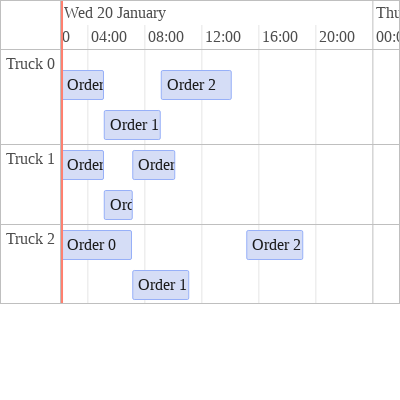 Wed 20 January Thu
0 04:00 08:00 12:00 16:00 20:00 00:0
Truck 0
Order Order 2
Order 1
Truck 1
Order Order
Ord
Truck 2
Order 0 Order 2
Order 1